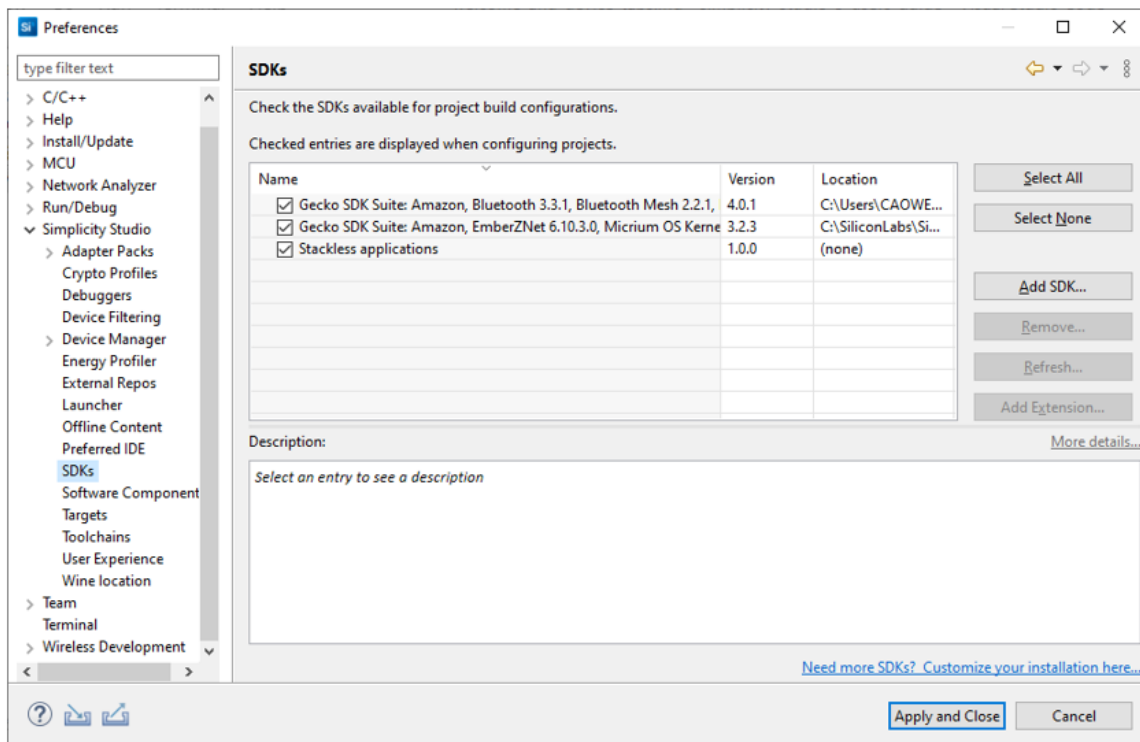 Si Preferences
type filter text
C/C++
Help
Install/Update
MCU
Network Analyzer
Run/Debug
Simplicity Studio
Adapter Packs
Crypto Profiles
Debuggers
Device Filtering
Device Manager
Energy Profiler
External Repos
Launcher
Offline Content
Preferred IDE
SDKs
Software Component
Targets
Toolchains
User Experience
Wine location
Team
Terminal
Wireless Development
SDKs
Check the SDKs available for project build configurations.
Checked entries are displayed when configuring projects.
Name Version Location
Gecko SDK Suite: Amazon, Bluetooth 3.3.1, Bluetooth Mesh 2.2.1, 4.0.1 C:\Users\CAOWE...
Gecko SDK Suite: Amazon, EmberZNet 6.10.3.0, Micrium OS Kerne 3.2.3 C:\SiliconLabs\Si...
Stackless applications 1.0.0 (none)
Select All
Select None
Add SDK...
Remove...
Refresh...
Add Extension...
Description: More details...
Select an entry to see a description
Need more SDKs? Customize your installation here...
Apply and Close Cancel